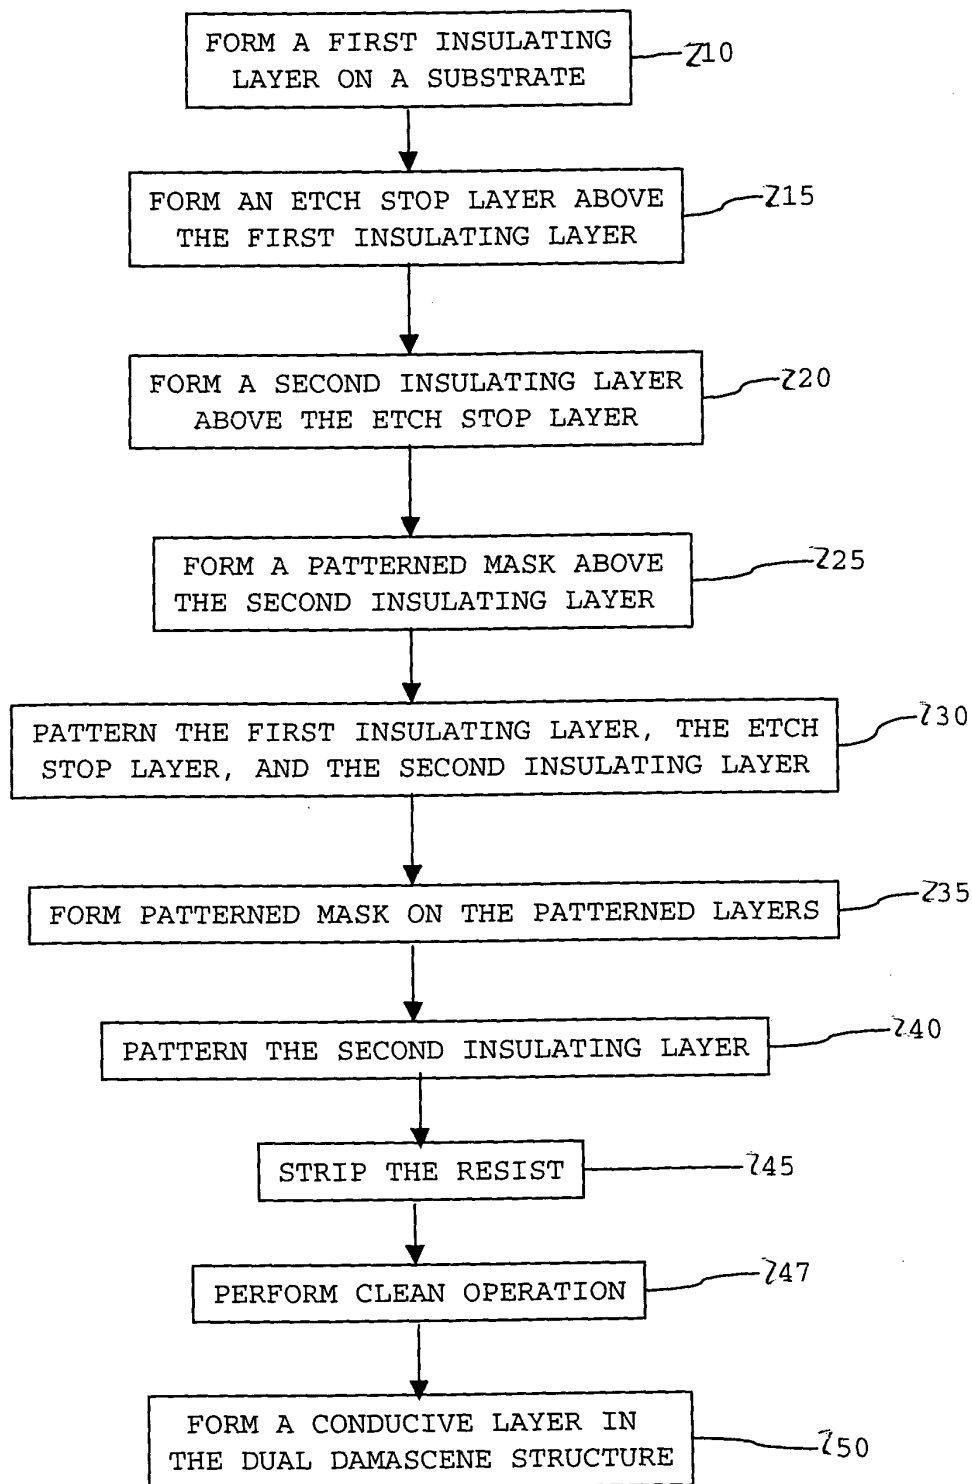 FORM A FIRST INSULATING
LAYER ON A SUBSTRATE
210
FORM AN ETCH STOP LAYER ABOVE
THE FIRST INSULATING LAYER
215
FORM A SECOND INSULATING LAYER
ABOVE THE ETCH STOP LAYER
220
FORM A PATTERNED MASK ABOVE
THE SECOND INSULATING LAYER
225
PATTERN THE FIRST INSULATING LAYER, THE ETCH
STOP LAYER, AND THE SECOND INSULATING LAYER
230
FORM PATTERNED MASK ON THE PATTERNED LAYERS
235
PATTERN THE SECOND INSULATING LAYER
240
STRIP THE RESIST
245
PERFORM CLEAN OPERATION
247
FORM A CONDUCIVE LAYER IN
THE DUAL DAMASCENE STRUCTURE
250